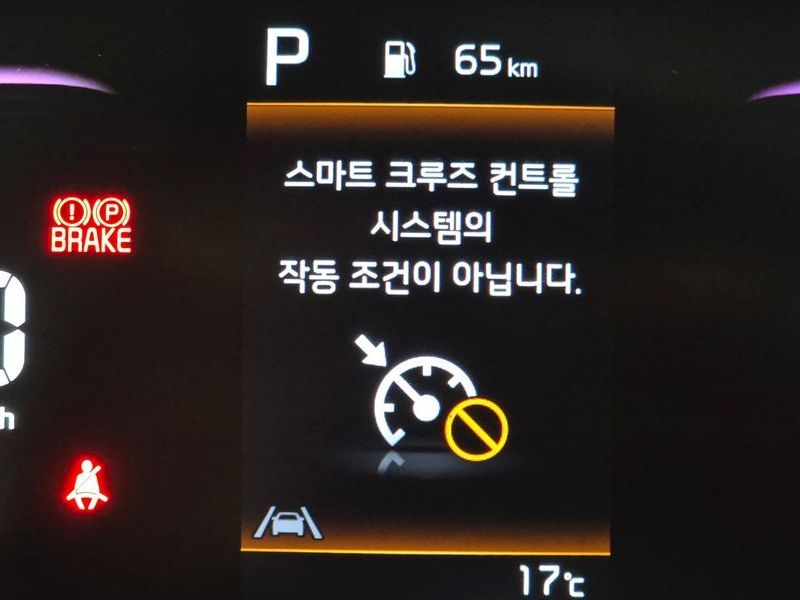 P 65km
스마트 크루즈 컨트롤
시스템의
작동 조건이 아닙니다.
! P
BRAKE
0
h
17℃